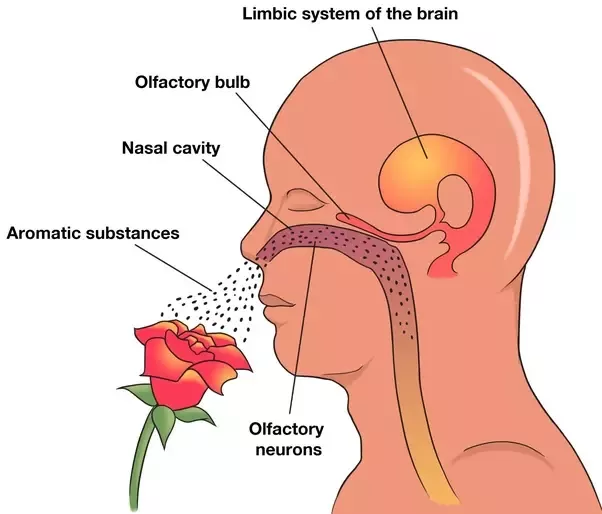 Limbic system of the brain
Olfactory bulb
Nasal cavity
Aromatic substances
Olfactory
neurons